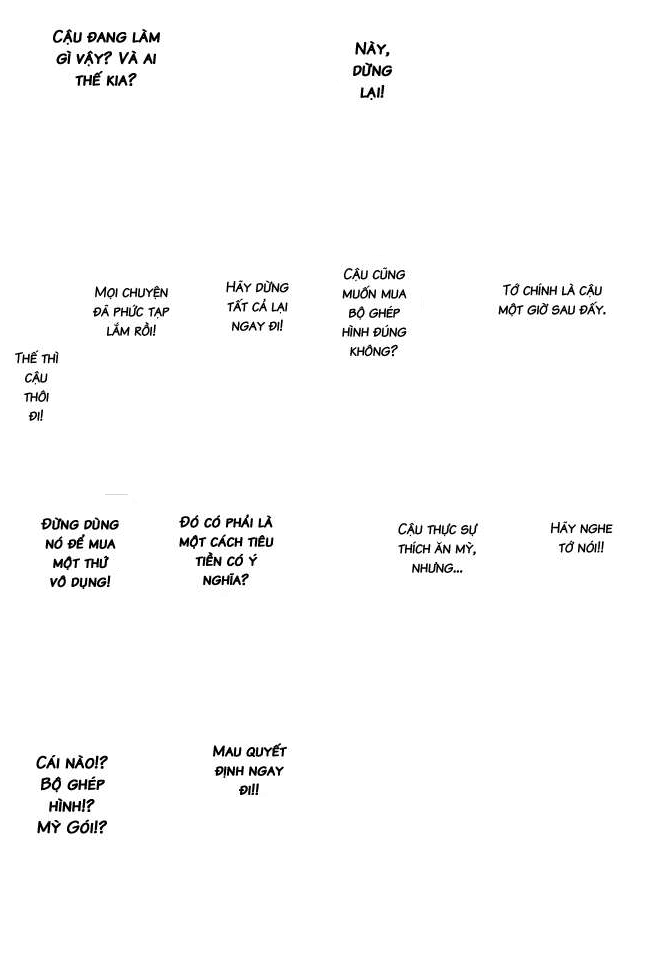 NÀY,
DỪNG
LẠI!
CẬU ĐANG LÀM
GÌ VẬY? VÀ AI
THẾ KIA?
TỚ CHÍNH LÀ CẬU
MỘT GIỜ SAU ĐẤY.
CẬU CŨNG
MUỐN MUA
BỘ GHÉP
HÌNH ĐÚNG
KHÔNG?
HÃY DỪNG
TẤT CẢ LẠI
NGAY ĐI!
MỌI CHUYỆN
ĐÃ PHỨC TẠP
LẮM RỒI!
THẾ THÌ
CẬU
THÔI
ĐI!
HÃY NGHE
TỚ NÓI!!
CẬU THỰC SỰ
THÍCH ĂN MỲ,
NHƯNG...
ĐÓ CÓ PHẢI LÀ
MỘT CÁCH TIÊU
TIỀN CÓ Ý
NGHĨA?
ĐỪNG DÙNG
NÓ ĐỂ MUA
MỘT THỨ
VÔ DỤNG!
MAU QUYẾT
ĐỊNH NGAY
ĐI!!
CÁI NÀO!?
BỘ GHÉP
HÌNH!?
MỲ GÓI!?